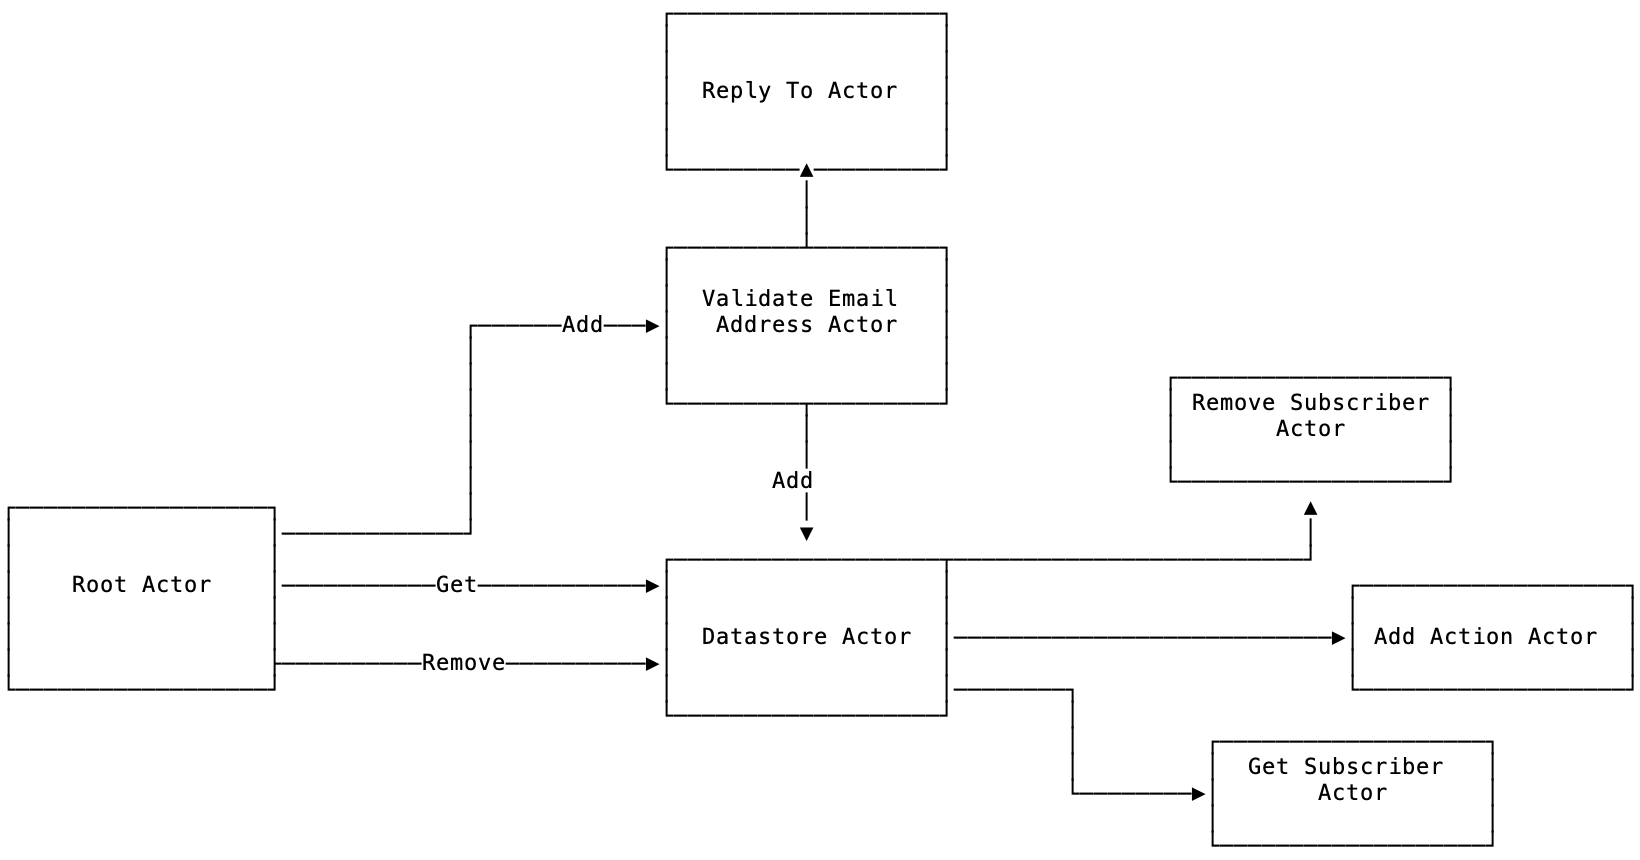 Reply To Actor
Validate Email
Address Actor
Add
Remove Subscriber
Actor
Add
Root Actor
Get
Remove
Datastore Actor
Add Action Actor
Get Subscriber
Actor